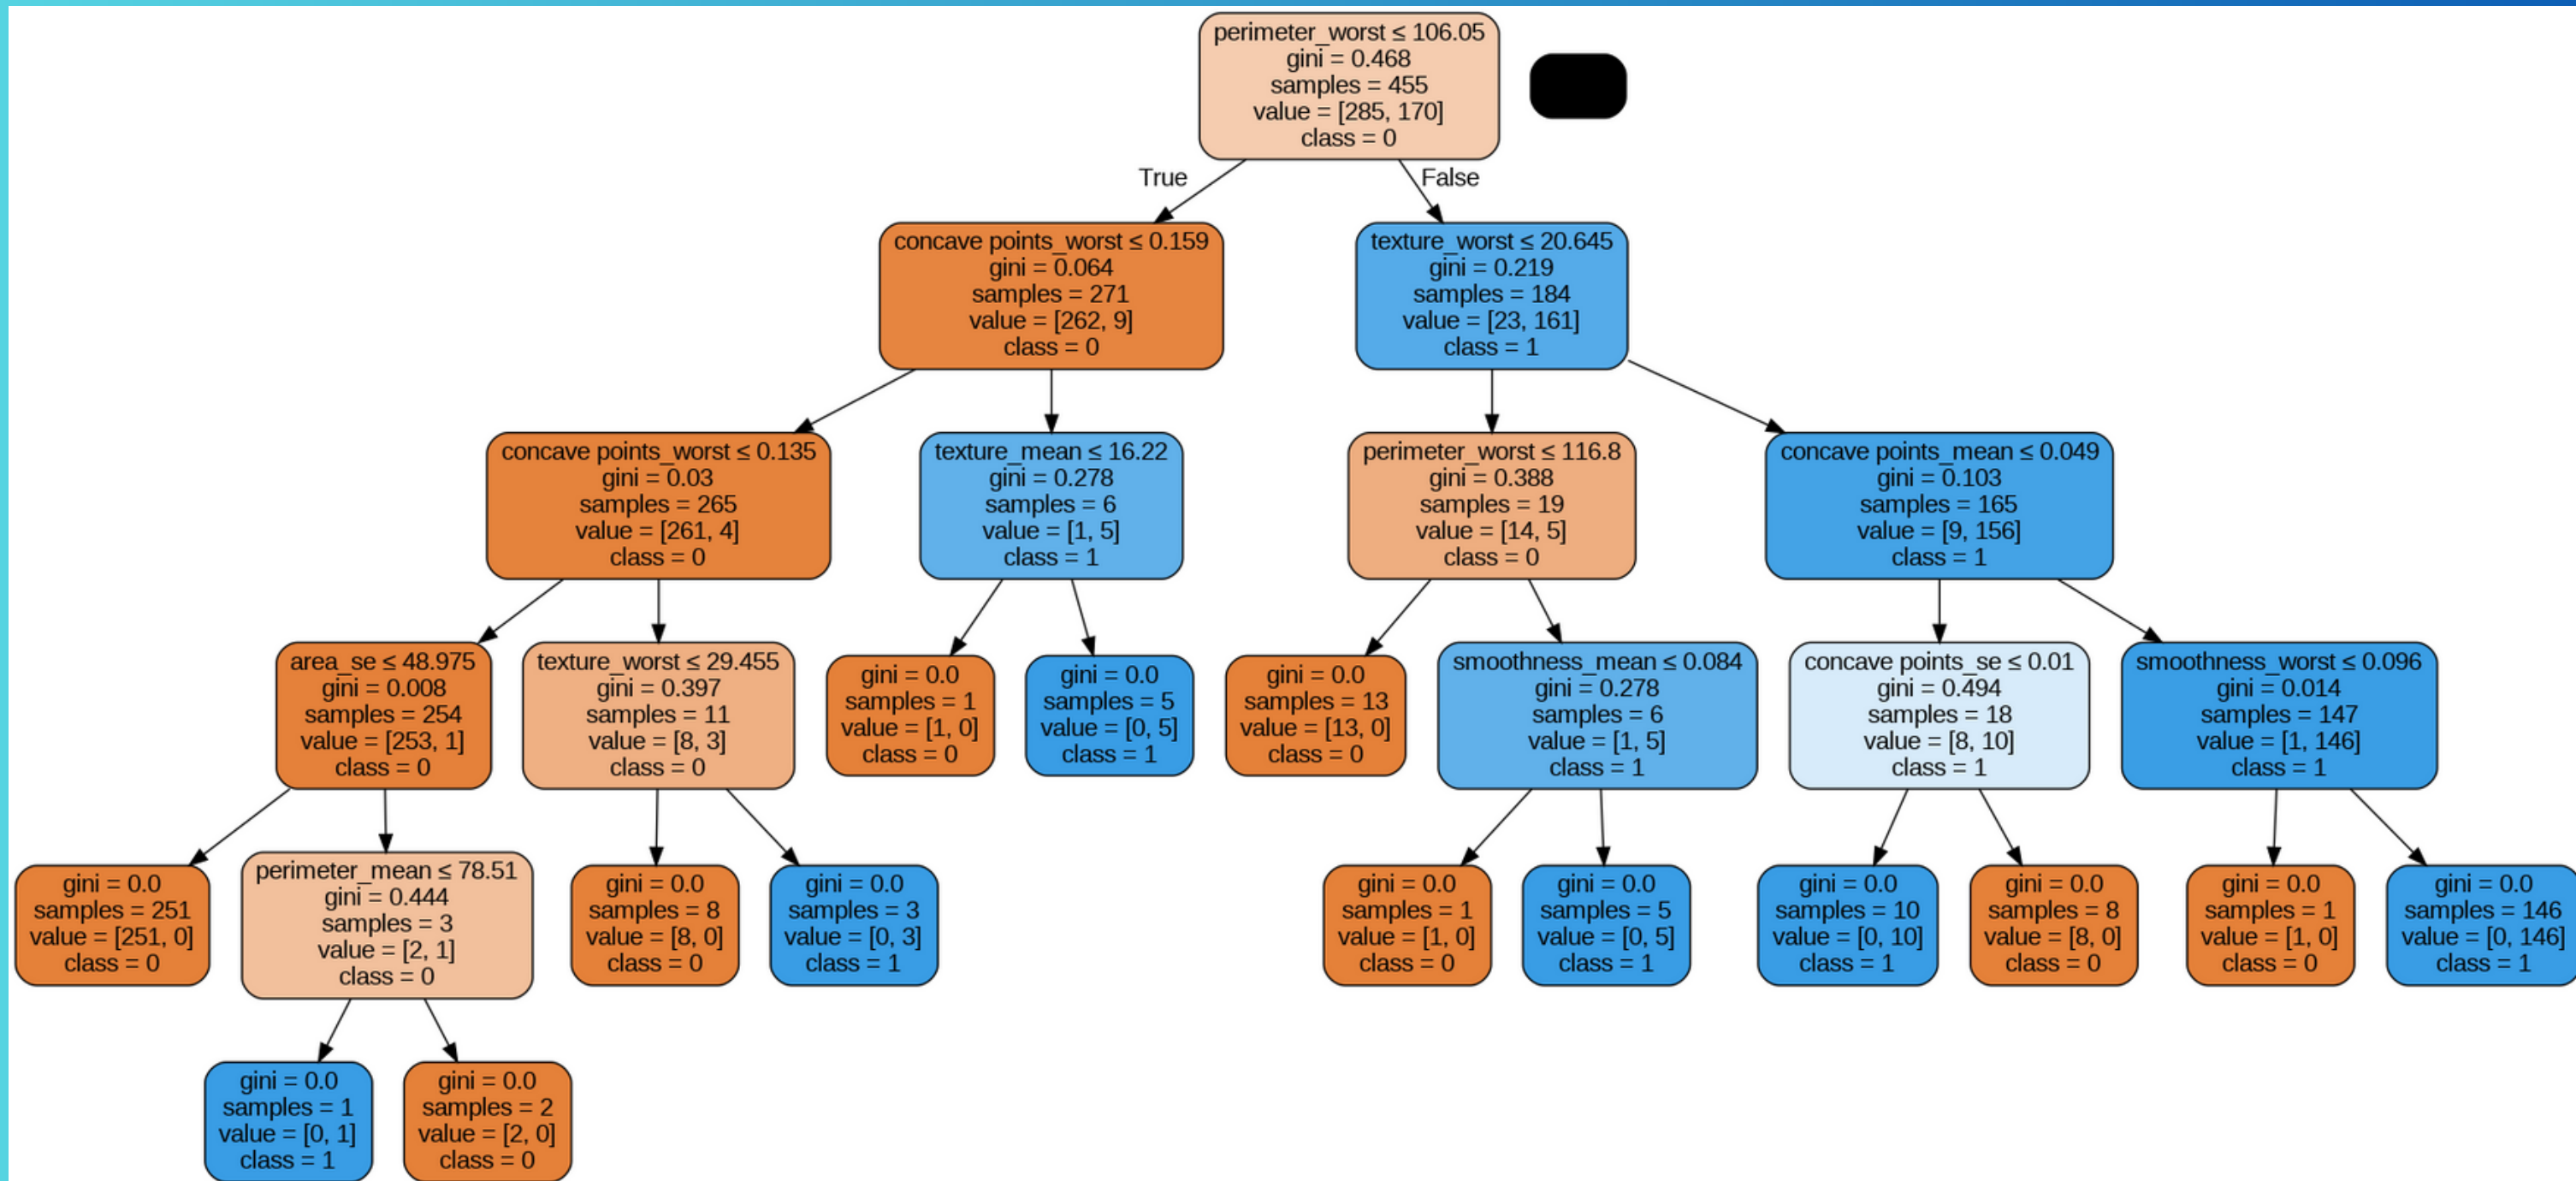 perimeter_worst ≤ 106.05
gini = 0.468
samples = 455
value = [285, 170]
class = 0
True
False
concave points_worst ≤ 0.159
gini = 0.064
samples = 271
value = [262, 9]
class = 0
texture_worst ≤ 20.645
gini = 0.219
samples = 184
value = [23, 161]
class = 1
concave points_worst ≤ 0.135
gini = 0.03
samples = 265
value = [261, 4]
class = 0
texture_mean ≤ 16.22
gini = 0.278
samples = 6
value = [1, 5]
class = 1
perimeter_worst ≤ 116.8
gini = 0.388
samples = 19
value = [14, 5]
class = 0
concave points_mean ≤ 0.049
gini = 0.103
samples = 165
value = [9, 156]
class = 1
area_se ≤ 48.975
gini = 0.008
samples = 254
value = [253, 1]
class = 0
texture_worst ≤ 29.455
gini = 0.397
samples = 11
value = [8, 3]
class = 0
gini = 0.0
samples = 1
value = [1, 0]
class = 0
gini = 0.0
samples = 5
value = [0, 5]
class = 1
gini = 0.0
samples = 13
value = [13, 0]
class = 0
smoothness_mean ≤ 0.084
gini = 0.278
samples = 6
value = [1, 5]
class = 1
concave points_se ≤ 0.01
gini = 0.494
samples = 18
value = [8, 10]
class = 1
smoothness_worst ≤ 0.096
gini = 0.014
samples = 147
value = [1, 146]
class = 1
gini = 0.0
samples = 251
value = [251, 0]
class = 0
perimeter_mean ≤ 78.51
gini = 0.444
samples = 3
value = [2, 1]
class = 0
gini = 0.0
samples = 8
value = [8, 0]
class = 0
gini = 0.0
samples = 3
value = [0, 3]
class = 1
gini = 0.0
samples = 1
value = [1, 0]
class = 0
gini = 0.0
samples = 5
value = [0, 5]
class = 1
gini = 0.0
samples = 10
value = [0, 10]
class = 1
gini = 0.0
samples = 8
value = [8, 0]
class = 0
gini = 0.0
samples = 1
value = [1, 0]
class = 0
gini = 0.0
samples = 146
value = [0, 146]
class = 1
gini = 0.0
samples = 1
value = [0, 1]
class = 1
gini = 0.0
samples = 2
value = [2, 0]
class = 0